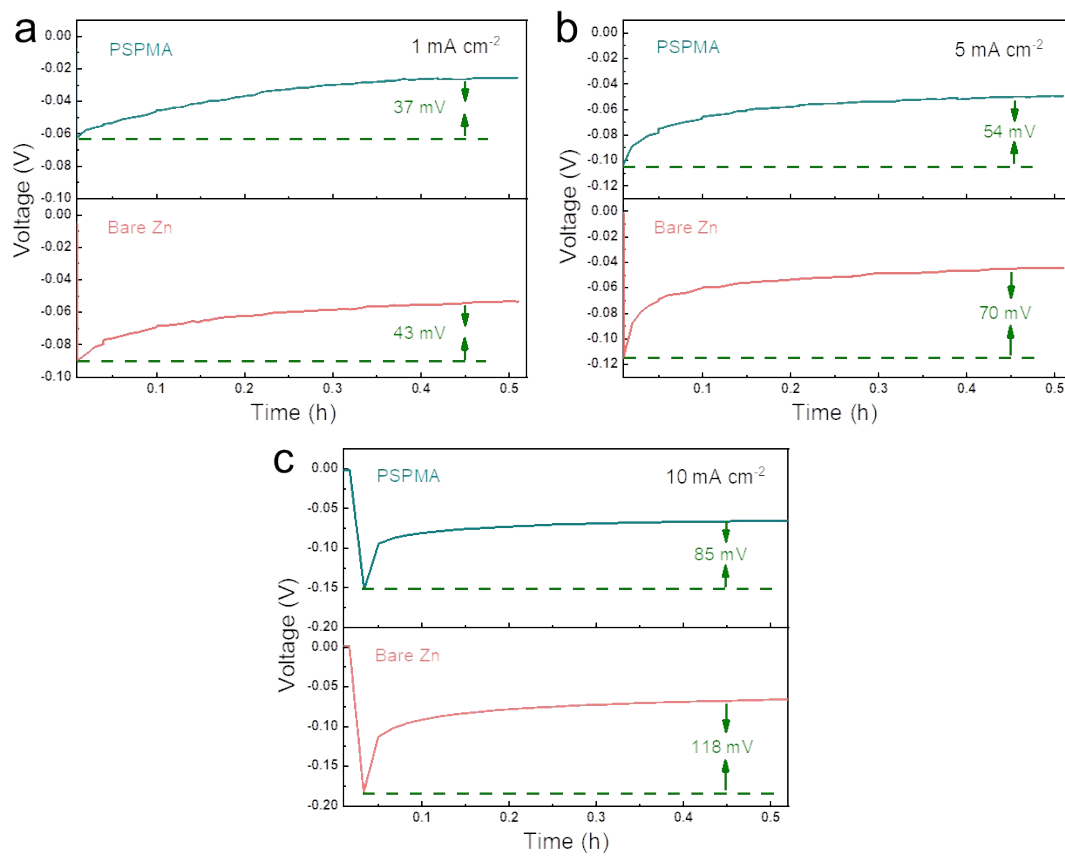 a
Voltage (V)
0.00
-0.02
-0.04
-0.06
-0.08
-0.10
PSPMA
1 mA cm-2
37 mV
0.00
-0.02
-0.04
-0.06
-0.08
-0.10
Bare Zn
43 mV
0.1 0.2 0.3 0.4 0.5
Time (h)
b
Voltage (V)
0.00
-0.02
-0.04
-0.06
-0.08
-0.10
-0.12
PSPMA
5 mA cm-2
54 mV
0.00
-0.02
-0.04
-0.06
-0.08
-0.10
-0.12
Bare Zn
70 mV
0.1 0.2 0.3 0.4 0.5
Time (h)
c
Voltage (V)
0.00
-0.05
-0.10
-0.15
-0.20
PSPMA
10 mA cm-2
85 mV
0.00
-0.05
-0.10
-0.15
-0.20
Bare Zn
118 mV
0.1 0.2 0.3 0.4 0.5
Time (h)